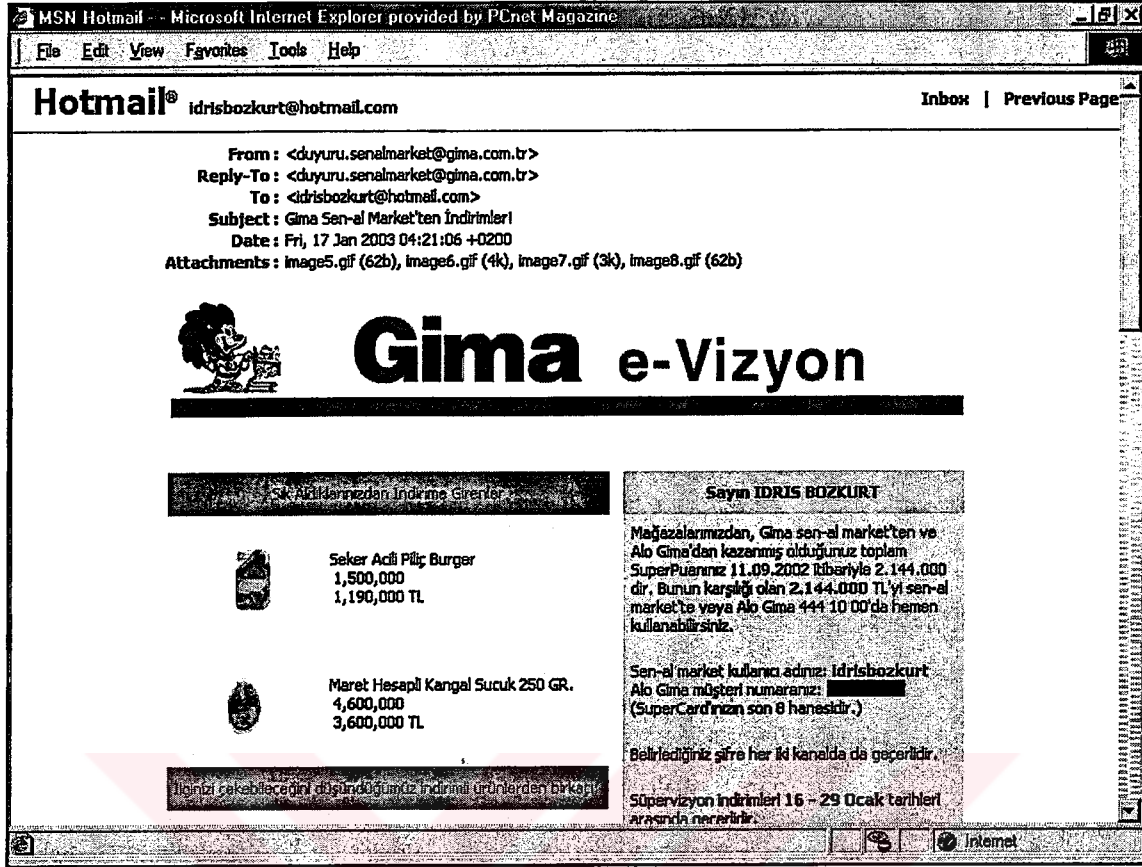 MSN Hotmail - - Microsoft Internet Explorer provided by PCnet Magazine
File Edit View Favorites Tools Help
Hotmail® idrisbozkurt@hotmail.com
Inbox | Previous Page
From : <duyuru.senalmarket@gima.com.tr>
Reply-To : <duyuru.senalmarket@gima.com.tr>
To : <idrisbozkurt@hotmail.com>
Subject : Gima Sen-al Market'ten İndirimler!
Date : Fri, 17 Jan 2003 04:21:06 +0200
Attachments : image5.gif (62b), image6.gif (4k), image7.gif (3k), image8.gif (62b)
Gima e-Vizyon
Sık Aldıklarınızdan İndirime Girenler
Seker Acili Piliç Burger
1,500,000
1,190,000 TL
Maret Hesapli Kangal Sucuk 250 GR.
4,600,000
3,600,000 TL
İlginizi çekebileceğini düşündüğümüz indirimli ürünlerden birkaçı
Sayın IDRIS BOZKURT
Mağazalarımızdan, Gima sen-al market'ten ve
Alo Gima'dan kazanmış olduğunuz toplam
SuperPuanınız 11.09.2002 itibariyle 2.144.000
dir. Bunun karşılığı olan 2.144.000 TL'yi sen-al
market'te veya Alo Gima 444 10 00'da hemen
kullanabilirsiniz.
Sen-al market kullanıcı adınız: idrisbozkurt
Alo Gima müşteri numaranız:
(SuperCard'ınızın son 8 hanesidir.)
Belirlediğiniz şifre her iki kanalda da geçerlidir.
Süpervizyon indirimleri 16 - 29 Ocak tarihleri
arasında geçerlidir.
Internet